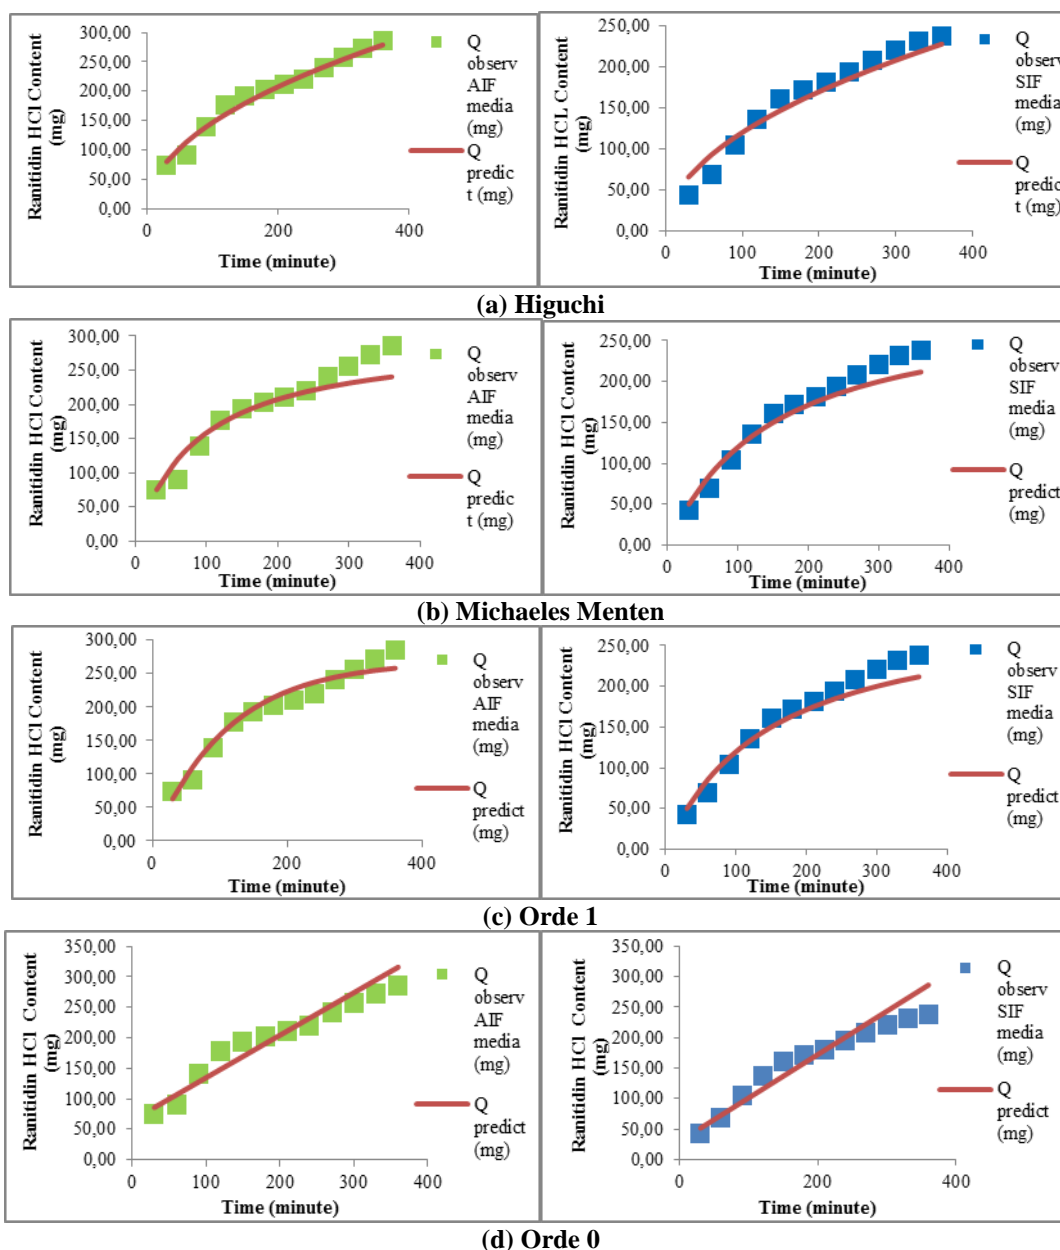 Ranitidin HCl Content (mg)
300,00
250,00
200,00
150,00
100,00
50,00
0,00
0
200
400
Time (minute)
Q
observ
AIF
media
(mg)
Q
predic
t (mg)
Ranitidin HCL Content (mg)
250,00
200,00
150,00
100,00
50,00
0,00
0
100
200
300
400
Time (minute)
Q
observ
SIF
media
(mg)
Q
predic
t (mg)
(a) Higuchi
Ranitidin HCl Content (mg)
300,00
250,00
200,00
150,00
100,00
50,00
0,00
0
100
200
300
400
Time (minute)
Q
observ
AIF
media
(mg)
Q
predic
t (mg)
Ranitidin HCl Content (mg)
250,00
200,00
150,00
100,00
50,00
0,00
0
100
200
300
400
Time (minute)
Q
observ
SIF
media
(mg)
Q
predict
(mg)
(b) Michaeles Menten
Ranitidin HCl Content (mg)
300,00
250,00
200,00
150,00
100,00
50,00
0,00
0
200
400
Time (minute)
Q
observ
AIF
media
(mg)
Q
predict
(mg)
Ranitidin HCl Content (mg)
250,00
200,00
150,00
100,00
50,00
0,00
0
100
200
300
400
Time (minute)
Q
observ
SIF
media
(mg)
Q
predict
(mg)
(c) Orde 1
Ranitidin HCl Content (mg)
350,00
300,00
250,00
200,00
150,00
100,00
50,00
0,00
0
100
200
300
400
Time (minute)
Q
observ
AIF
media
(mg)
Q
predict
(mg)
Ranitidin HCl Content (mg)
350,00
300,00
250,00
200,00
150,00
100,00
50,00
0,00
0
200
400
Time (minute)
Q
observ
SIF
media
(mg)
Q
predict
(mg)
(d) Orde 0